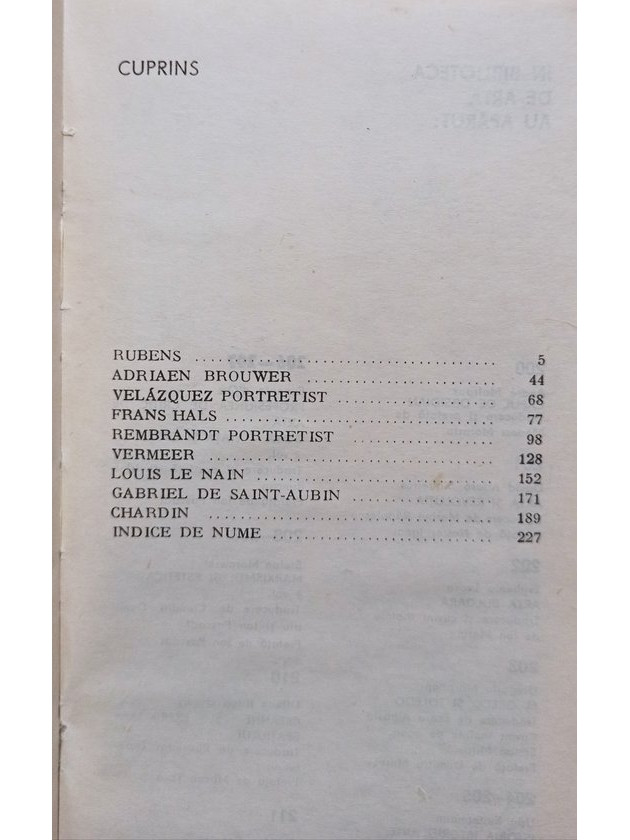 CUPRINS
RUBENS ........................................ 5
ADRIAEN BROUWER ........................ 44
VELÁZQUEZ PORTRETIST .................... 68
FRANS HALS .................................... 77
REMBRANDT PORTRETIST .................... 98
VERMEER ........................................ 128
LOUIS LE NAIN ................................ 152
GABRIEL DE SAINT-AUBIN .................... 171
CHARDIN ........................................ 189
INDICE DE NUME ................................ 227